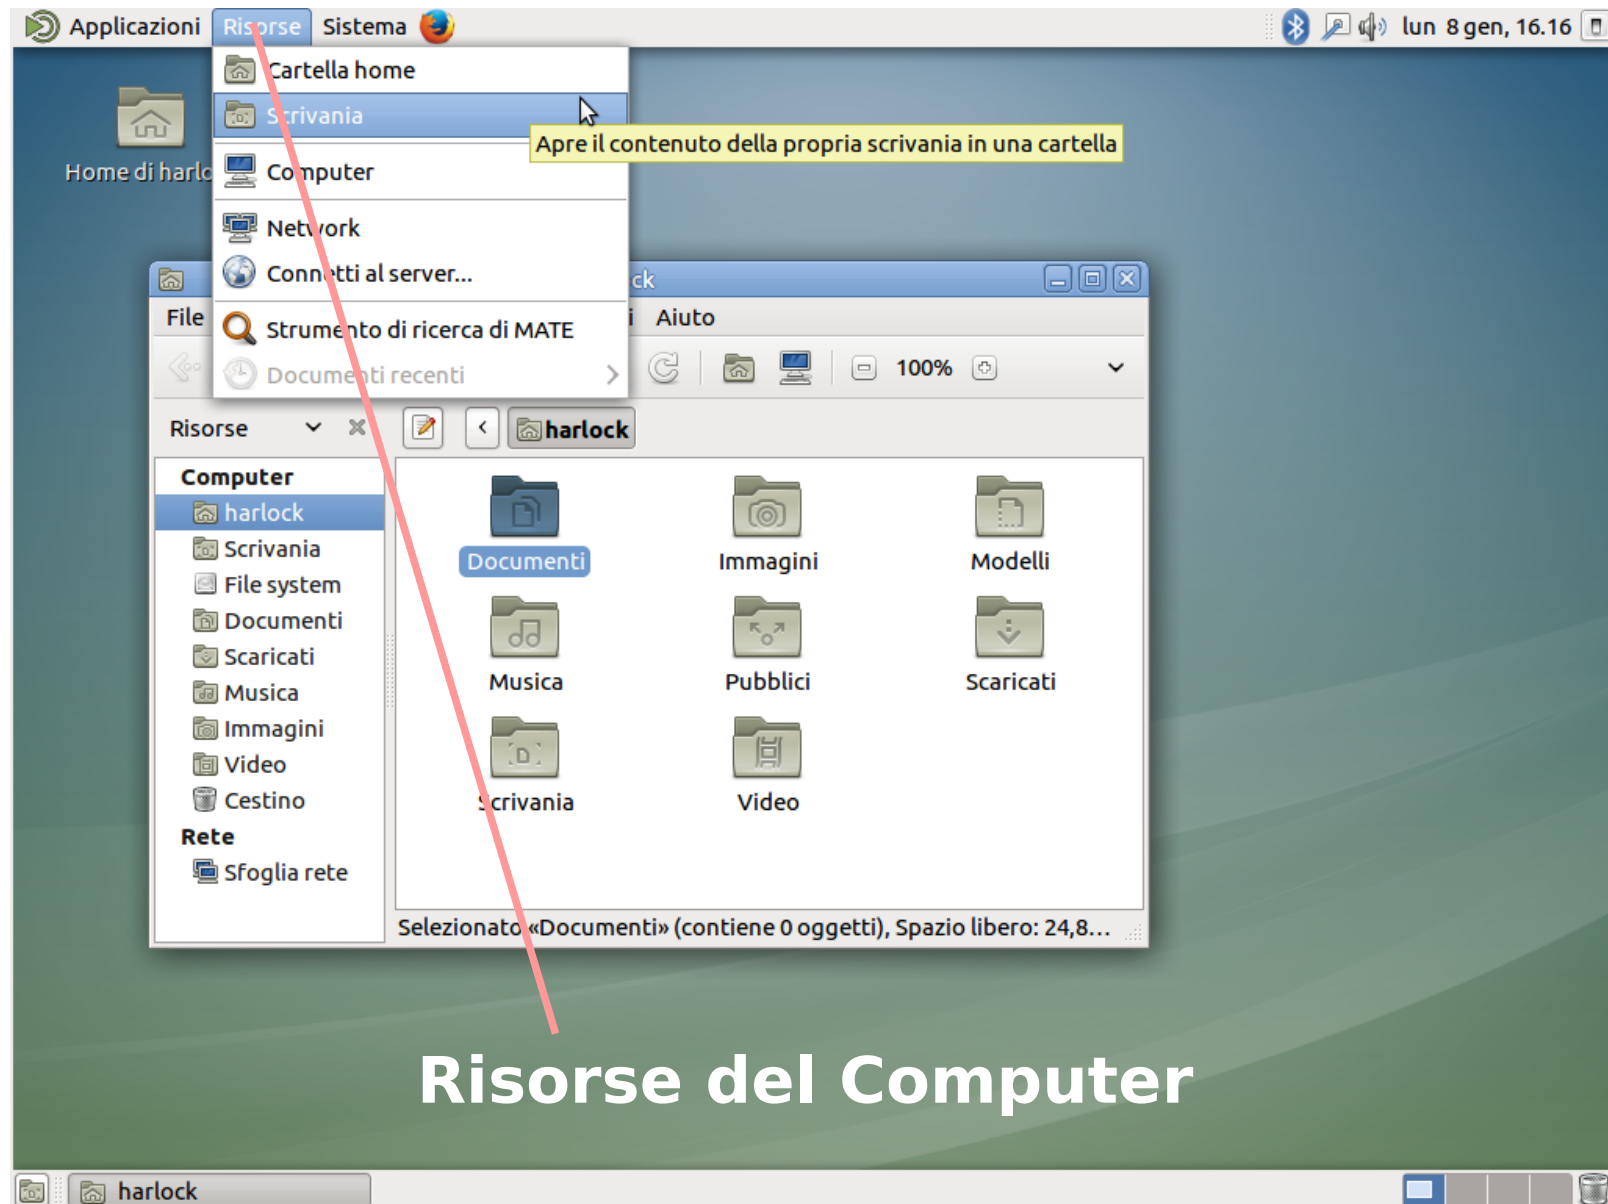 Applicazioni Risorse Sistema
lun 8 gen, 16.16
Cartella home
Scrivania
Apre il contenuto della propria scrivania in una cartella
Computer
Network
Connetti al server...
Strumento di ricerca di MATE
Documenti recenti
Home di harlo
ck
File
i Aiuto
100%
Risorse
harlock
Computer
harlock
Scrivania
File system
Documenti
Scaricati
Musica
Immagini
Video
Cestino
Rete
Sfoglia rete
Documenti
Immagini
Modelli
Musica
Pubblici
Scaricati
Scrivania
Video
Selezionato «Documenti» (contiene 0 oggetti), Spazio libero: 24,8...
Risorse del Computer
harlock